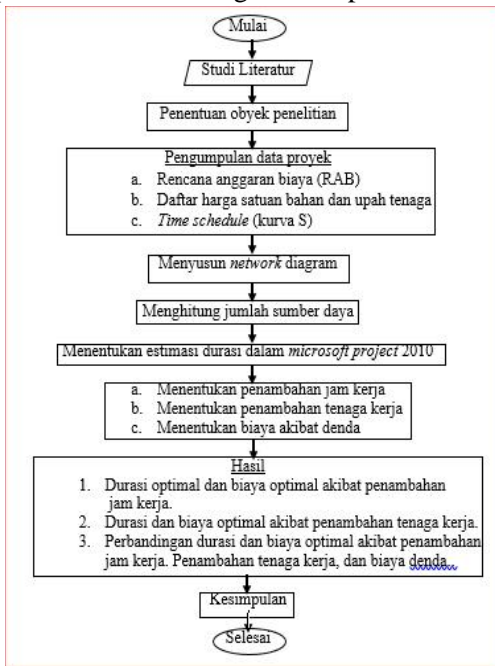 Mulai
Studi Literatur
Penentuan obyek penelitian
Pengumpulan data proyek
a. Rencana anggaran biaya (RAB)
b. Daftar harga satuan bahan dan upah tenaga
c. Time schedule (kurva S)
Menyusun network diagram
Menghitung jumlah sumber daya
Menentukan estimasi durasi dalam microsoft project 2010
a. Menentukan penambahan jam kerja
b. Menentukan penambahan tenaga kerja
c. Menentukan biaya akibat denda
Hasil
1. Durasi optimal dan biaya optimal akibat penambahan
jam kerja.
2. Durasi dan biaya optimal akibat penambahan tenaga kerja.
3. Perbandingan durasi dan biaya optimal akibat penambahan
jam kerja. Penambahan tenaga kerja, dan biaya denda.
Kesimpulan
Selesai